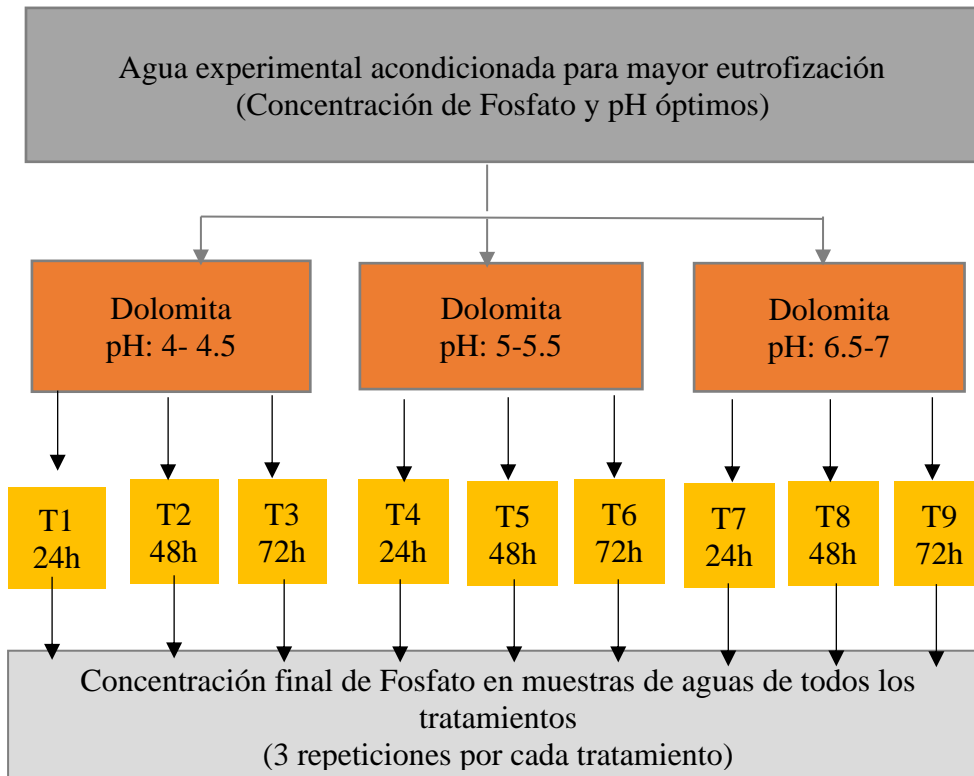 Agua experimental acondicionada para mayor eutrofización
(Concentración de Fosfato y pH óptimos)
Dolomita
pH: 4- 4.5
Dolomita
pH: 5-5.5
Dolomita
pH: 6.5-7
T1
24h
T2
48h
T3
72h
T4
24h
T5
48h
T6
72h
T7
24h
T8
48h
T9
72h
Concentración final de Fosfato en muestras de aguas de todos los
tratamientos
(3 repeticiones por cada tratamiento)